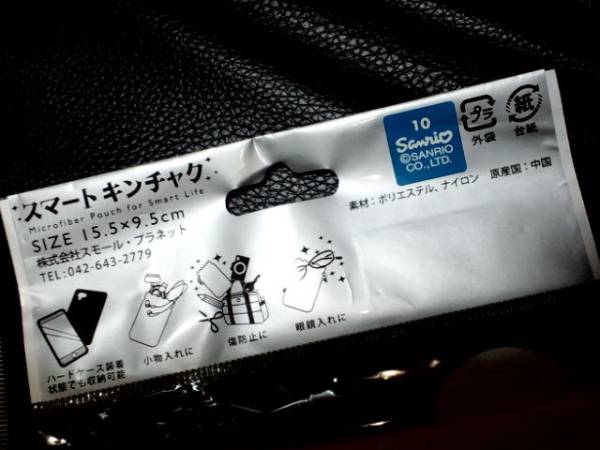 スマートキンチャク
Microfiber Pouch for Smart Life
SIZE 15.5×9.5cm
株式会社スモール・プラネット
TEL:042-643-2779
ハードケース装着
状態でも収納可能
小物入れに
傷防止に
眼鏡入れに
10
Sanrio
©SANRIO
CO.,LTD.
プラ
外袋
紙
台紙
素材：ポリエステル、ナイロン 原産国：中国